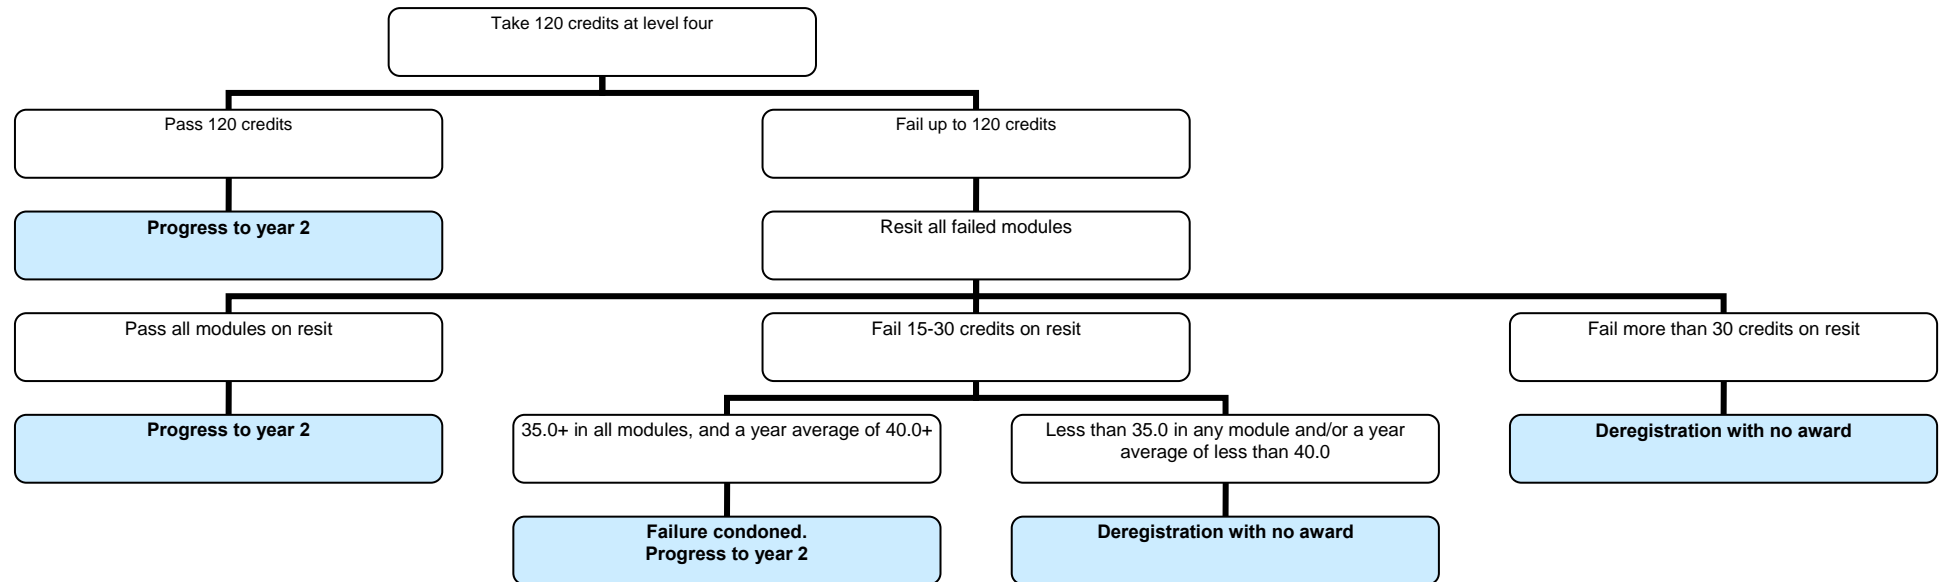 Take 120 credits at level four
Pass 120 credits
Fail up to 120 credits
Progress to year 2
Resit all failed modules
Pass all modules on resit
Fail 15-30 credits on resit
Fail more than 30 credits on resit
Progress to year 2
35.0+ in all modules, and a year average of 40.0+
Less than 35.0 in any module and/or a year
average of less than 40.0
Deregistration with no award
Failure condoned.
Progress to year 2
Deregistration with no award